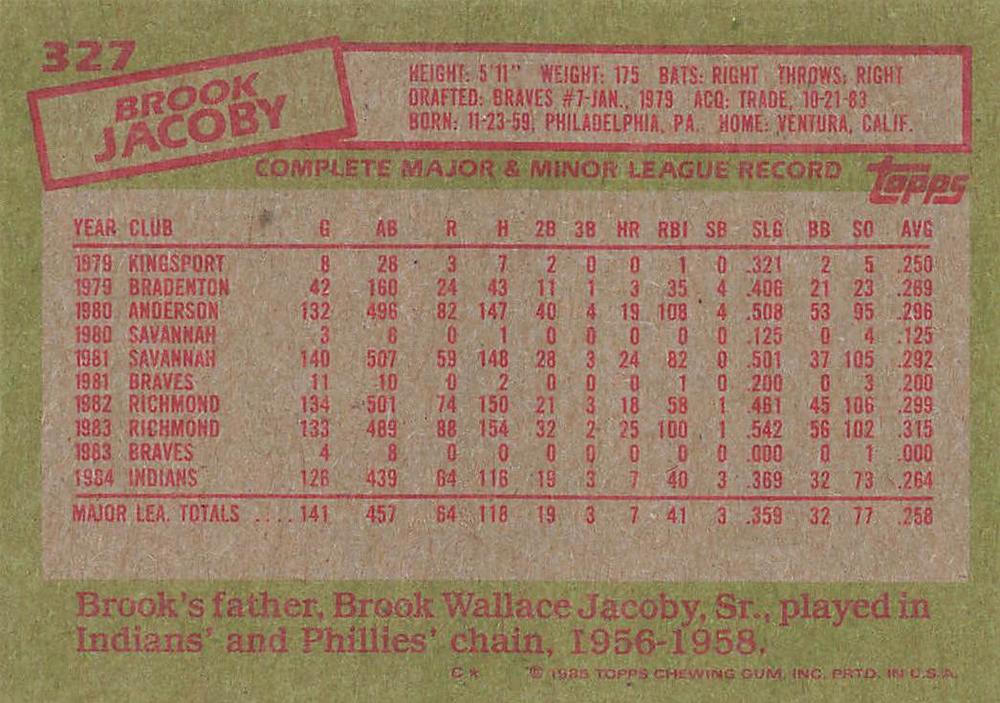 327
BROOK
JACOBY
HEIGHT: 5'11" WEIGHT: 175 BATS: RIGHT THROWS: RIGHT
DRAFTED: BRAVES #7-JAN., 1979 ACQ: TRADE, 10-21-83
BORN: 11-23-59, PHILADELPHIA, PA. HOME: VENTURA, CALIF.
COMPLETE MAJOR & MINOR LEAGUE RECORD
topps
YEAR CLUB G AB R H 2B 3B HR RBI SB SLG BB SO AVG
1979 KINGSPORT 8 28 3 7 2 0 0 1 0 .321 2 5 .250
1979 BRADENTON 42 160 24 43 11 1 3 35 4 .406 21 23 .269
1980 ANDERSON 132 496 82 147 40 4 19 108 4 .508 53 95 .296
1980 SAVANNAH 3 8 0 1 0 0 0 0 0 .125 0 4 .125
1981 SAVANNAH 140 507 59 148 28 3 24 82 0 .501 37 105 .292
1981 BRAVES 11 10 0 2 0 0 0 1 0 .200 0 3 .200
1982 RICHMOND 134 501 74 150 21 3 18 58 1 .461 45 106 .299
1983 RICHMOND 133 489 88 154 32 2 25 100 1 .542 56 102 .315
1983 BRAVES 4 8 0 0 0 0 0 0 0 .000 0 1 .000
1984 INDIANS 126 439 64 116 19 3 7 40 3 .369 32 73 .264
MAJOR LEA. TOTALS .... 141 457 64 118 19 3 7 41 3 .359 32 77 .258
Brook's father, Brook Wallace Jacoby, Sr., played in
Indians' and Phillies' chain, 1956-1958.
C* © 1985 TOPPS CHEWING GUM, INC. PRTD. IN U.S.A.